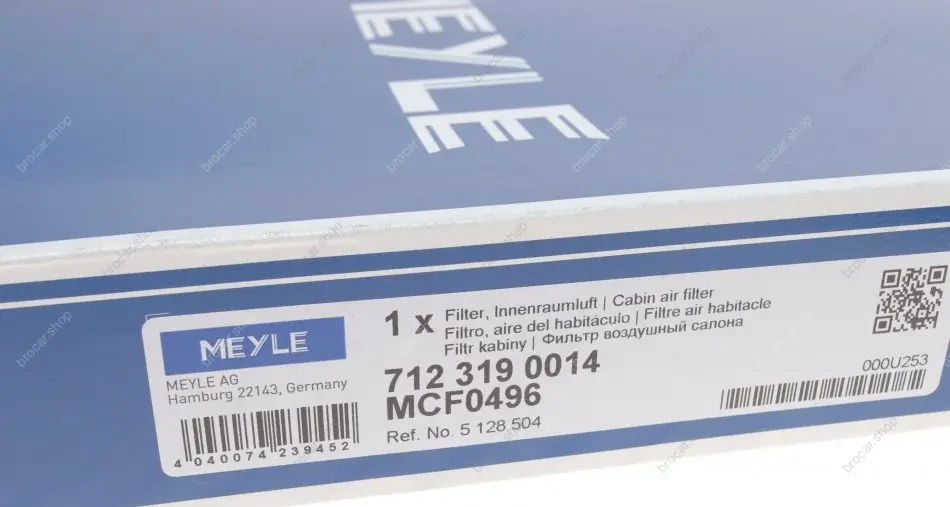 MEYLE
MEYLE
MEYLE AG
Hamburg 22143, Germany
4 040074 239452
1 x
Filter, Innenraumluft | Cabin air filter
Filtro, aire del habitáculo | Filtre air habitacle
Filtr kabiny | Фильтр воздушный салона
712 319 0014
MCF0496
Ref. No. 5 128 504
000U253
brocar.shop